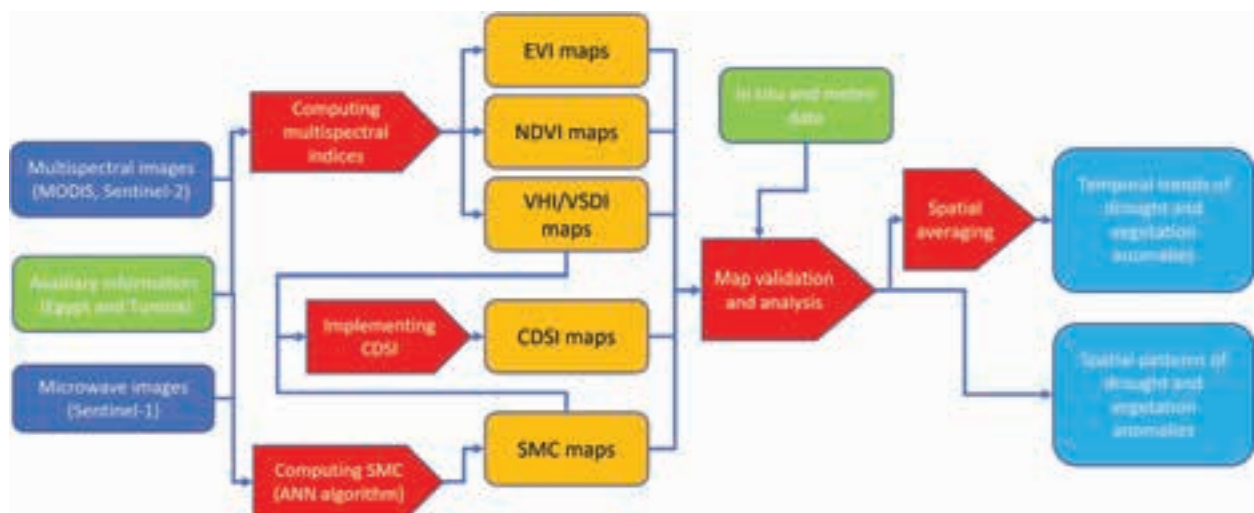 Multispectral images
(MODIS, Sentinel-2)
Auxiliary information
(Egypt and Tunisia)
Microwave images
(Sentinel-1)
Computing
multispectral
indices
Implementing
CDSI
Computing SMC
(ANN algorithm)
EVI maps
NDVI maps
VHI/VSDI
maps
CDSI maps
SMC maps
In situ and meteo
data
Map validation
and analysis
Spatial
averaging
Temporal trends of
drought and
vegetation
anomalies
Spatial patterns of
drought and
vegetation
anomalies